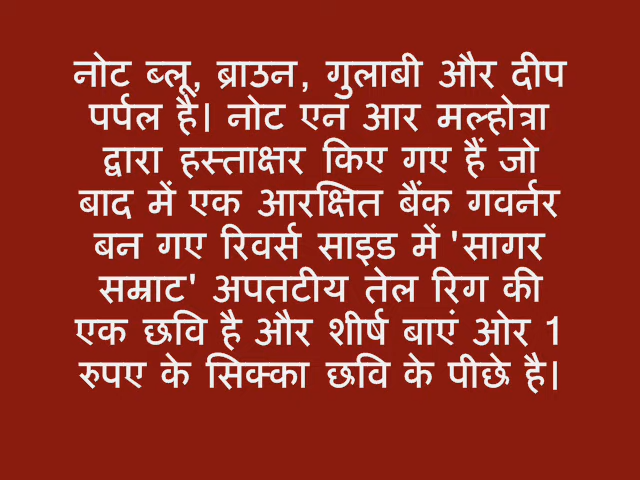 नोट ब्लू, ब्राउन, गुलाबी और दीप
पर्पल हैं। नोट एन आर मल्होत्रा
द्वारा हस्ताक्षर किए गए हैं जो
बाद में एक आरक्षित बैंक गवर्नर
बन गए रिवर्स साइड में 'सागर
सम्राट' अपतटीय तेल रिग की
एक छवि है और शीर्ष बाएं ओर 1
रुपए के सिक्का छवि के पीछे है।